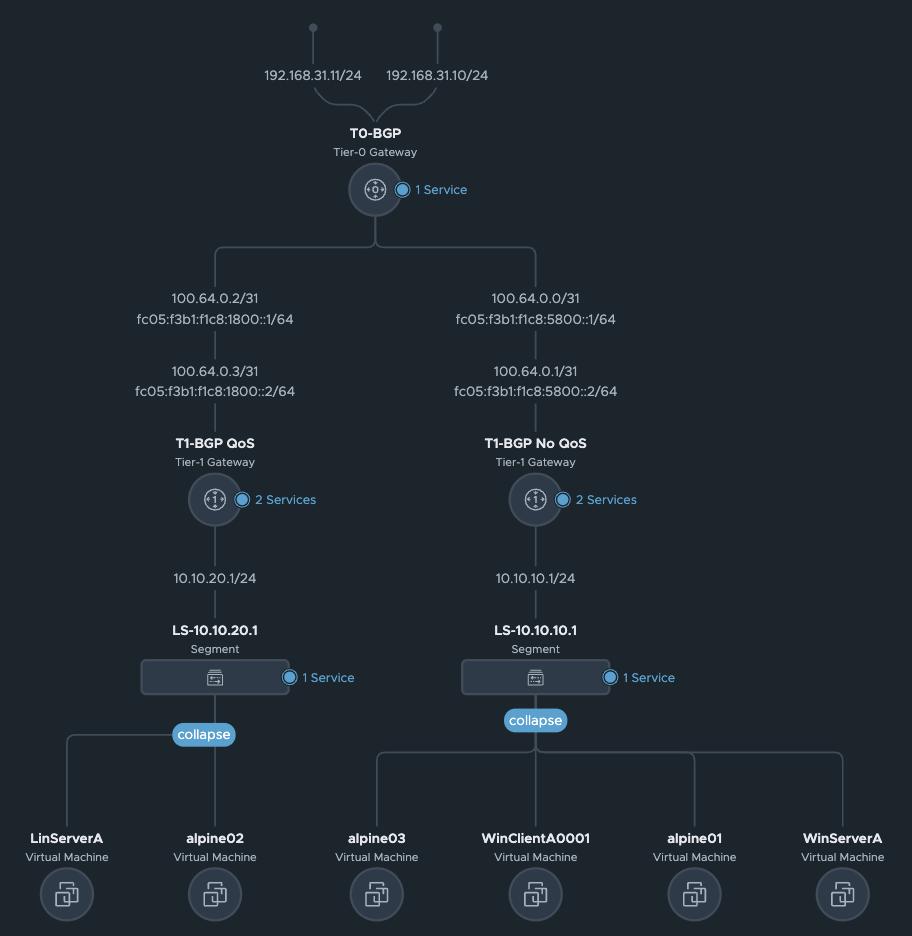 192.168.31.11/24
192.168.31.10/24
T0-BGP
Tier-0 Gateway
0
1 Service
100.64.0.2/31
fc05:f3b1:f1c8:1800::1/64
100.64.0.0/31
fc05:f3b1:f1c8:5800::1/64
100.64.0.3/31
fc05:f3b1:f1c8:1800::2/64
100.64.0.1/31
fc05:f3b1:f1c8:5800::2/64
T1-BGP QoS
Tier-1 Gateway
1
2 Services
T1-BGP No QoS
Tier-1 Gateway
1
2 Services
10.10.20.1/24
10.10.10.1/24
LS-10.10.20.1
Segment
1 Service
LS-10.10.10.1
Segment
1 Service
collapse
collapse
LinServerA
Virtual Machine
alpine02
Virtual Machine
alpine03
Virtual Machine
WinClientA0001
Virtual Machine
alpine01
Virtual Machine
WinServerA
Virtual Machine